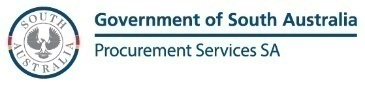 SOUTH
AUSTRALIA
Government of South Australia
Procurement Services SA